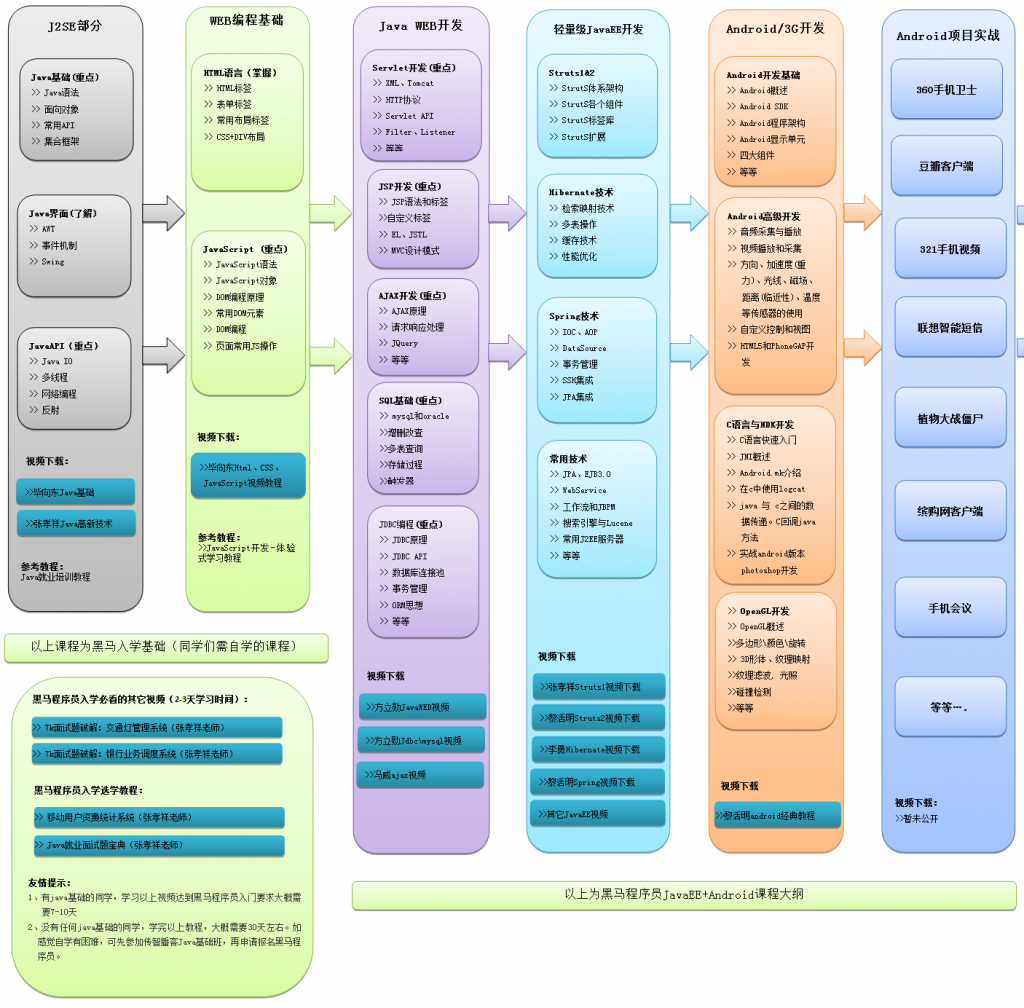 J2SE部分
Java基础(重点)
>> Java语法
>> 面向对象
>> 常用API
>> 集合框架
Java界面(了解)
>> AWT
>> 事件机制
>> Swing
JavaAPI（重点）
>> Java IO
>> 多线程
>> 网络编程
>> 反射
视频下载:
>>毕向东Java基础
>>张孝祥Java高新技术
参考教程:
Java就业培训教程
WEB编程基础
HTML语言（掌握）
>> HTML标签
>> 表单标签
>> 常用布局标签
>> CSS+DIV布局
JavaScript（重点）
>> JavaScript语法
>> JavaScript对象
>> DOM编程原理
>> 常用DOM元素
>> DOM编程
>> 页面常用JS操作
视频下载:
>>毕向东Html、CSS、
JavaScript视频教程
参考教程:
>>JavaScript开发-体验
式学习教程
以上课程为黑马入学基础（同学们需自学的课程）
黑马程序员入学必看的其它视频（2-3天学习时间）:
>> 7k面试题破解: 交通灯管理系统（张孝祥老师）
>> 7k面试题破解: 银行业务调度系统（张孝祥老师）
黑马程序员入学选学教程:
>> 移动用户资费统计系统（张孝祥老师）
>> Java就业面试题宝典（张孝祥老师）
友情提示:
1、有java基础的同学，学习以上视频达到黑马程序员入门要求大概需
要7-10天
2、没有任何java基础的同学，学完以上教程，大概需要30天左右。如
感觉自学有困难，可先参加传智播客Java基础班，再申请报名黑马程
序员。
Java WEB开发
Servlet开发(重点)
>> XML、Tomcat
>> HTTP协议
>> Servlet API
>> Filter、Listener
>> 等等
JSP开发(重点)
>> JSP语法和标签
>>自定义标签
>> EL、JSTL
>> MVC设计模式
AJAX开发(重点)
>> AJAX原理
>> 请求响应处理
>> JQuery
>> 等等
SQL基础(重点)
>> mysql和oracle
>>增删改查
>>多表查询
>>存储过程
>>触发器
JDBC编程(重点)
>> JDBC原理
>> JDBC API
>> 数据库连接池
>> 事务管理
>> ORM思想
>> 等等
视频下载
>>方立勋JavaWEB视频
>>方立勋Jdbc\mysql视频
>>冯威ajax视频
轻量级JavaEE开发
Struts1&2
>> StrutS体系架构
>> StrutS各个组件
>> StrutS标签库
>> StrutS扩展
Hibernate技术
>> 检索映射技术
>> 多表操作
>> 缓存技术
>> 性能优化
Spring技术
>> IOC、AOP
>> DataSource
>> 事务管理
>> SSH集成
>> JPA集成
常用技术
>> JPA、EJB3.0
>> WebService
>> 工作流和JBPM
>> 搜索引擎与Lucene
>> 常用J2EE服务器
>> 等等
视频下载
>>张孝祥Struts1视频下载
>>黎活明Struts2视频下载
>>李勇Hibernate视频下载
>>黎活明Spring视频下载
>>其它JavaEE视频
Android/3G开发
Android开发基础
>> Android概述
>> Android SDK
>> Android程序架构
>> Android显示单元
>> 四大组件
>> 等等
Android高级开发
>> 音频采集与播放
>> 视频播放和采集
>> 方向、加速度(重
力)、光线、磁场、
距离(临近性)、温度
等传感器的使用
>> 自定义控制和视图
>> HTML5和PhoneGAP开
发
C语言与NDK开发
>> C语言快速入门
>> JNI概述
>> Android.mk介绍
>> 在c中使用logcat
>> java 与 c之间的数
据传递。C回调java
方法
>> 实战android版本
photoshop开发
>> OpenGL开发
>> OpenGL概述
>>多边形\颜色\旋转
>> 3D形体、纹理映射
>>纹理滤波, 光照
>>碰撞检测
>>等等
视频下载
>>黎活明android经典教程
Android项目实战
360手机卫士
豆瓣客户端
321手机视频
联想智能短信
植物大战僵尸
缤购网客户端
手机会议
等等….
视频下载:
>>暂未公开
以上为黑马程序员JavaEE+Android课程大纲